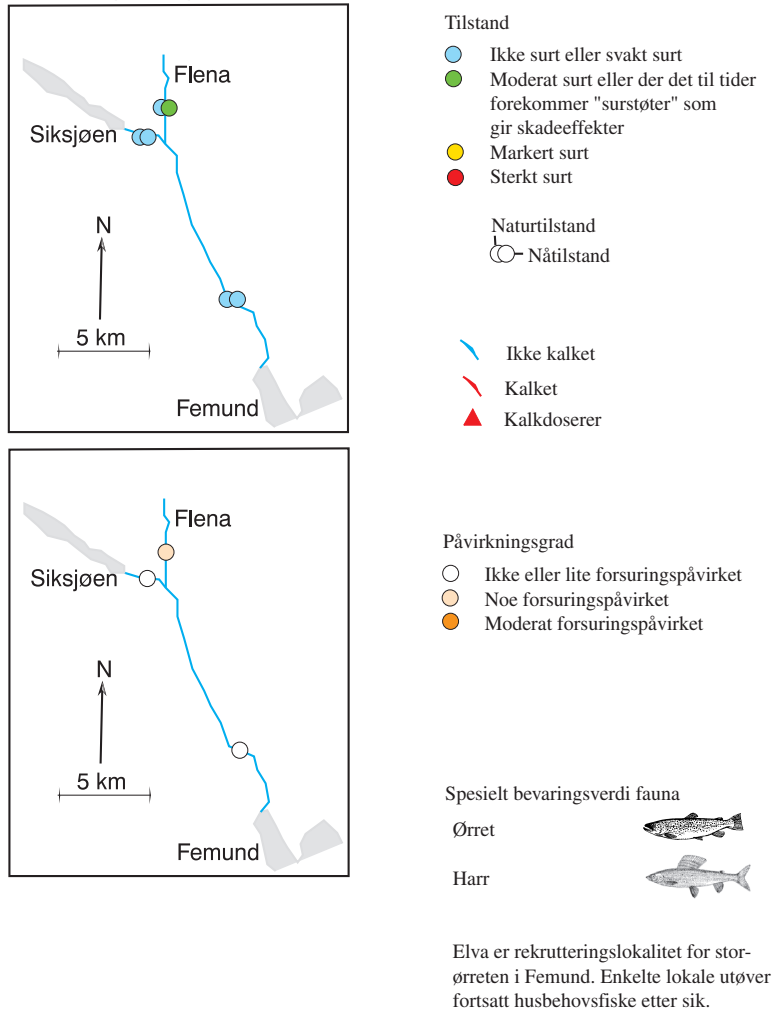 Flena
Siksjøen
N
5 km
Femund
Flena
Siksjøen
N
5 km
Femund
Tilstand
Ikke surt eller svakt surt
Moderat surt eller der det til tider
forekommer "surstøter" som
gir skadeeffekter
Markert surt
Sterkt surt
Naturtilstand
Nåtilstand
Ikke kalket
Kalket
Kalkdoserer
Påvirkningsgrad
Ikke eller lite forsuringspåvirket
Noe forsuringspåvirket
Moderat forsuringspåvirket
Spesielt bevaringsverdi fauna
Ørret
Harr
Elva er rekrutteringslokalitet for stor-
ørreten i Femund. Enkelte lokale utøver
fortsatt husbehovsfiske etter sik.